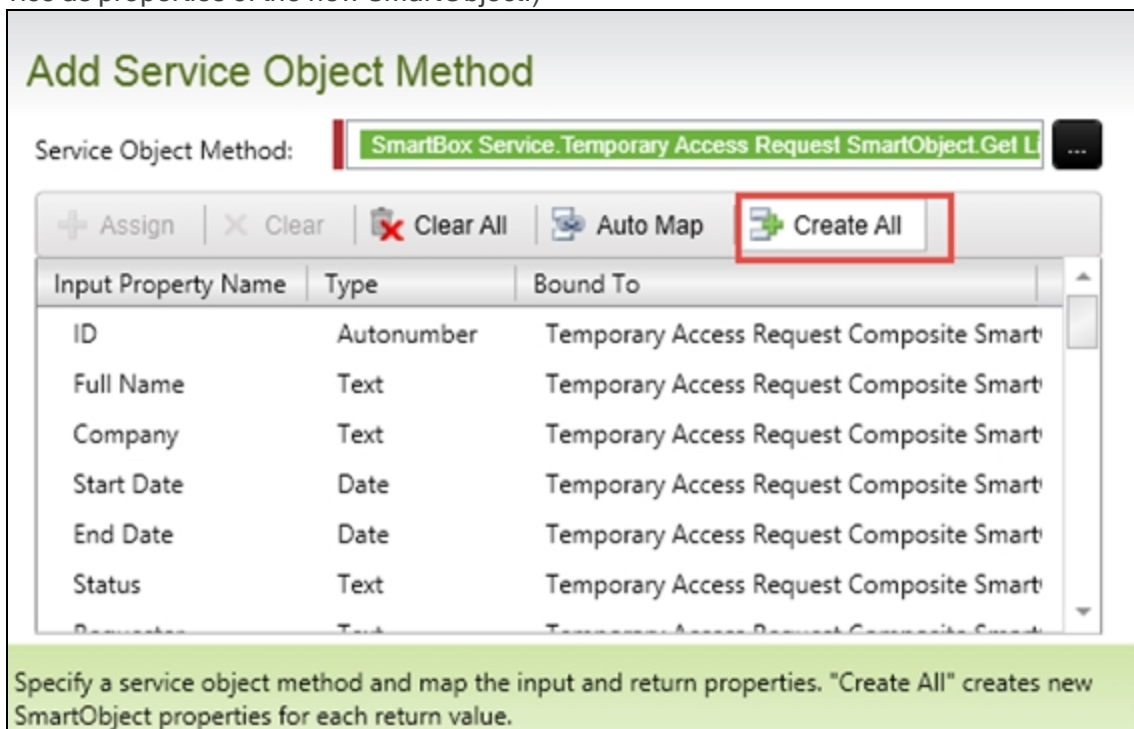 Add Service Object Method
Service Object Method: SmartBox Service.Temporary Access Request SmartObject.Get Li ...
Assign Clear Clear All Auto Map Create All
Input Property Name Type Bound To
ID Autonumber Temporary Access Request Composite Smart
Full Name Text Temporary Access Request Composite Smart
Company Text Temporary Access Request Composite Smart
Start Date Date Temporary Access Request Composite Smart
End Date Date Temporary Access Request Composite Smart
Status Text Temporary Access Request Composite Smart
Specify a service object method and map the input and return properties. "Create All" creates new
SmartObject properties for each return value.